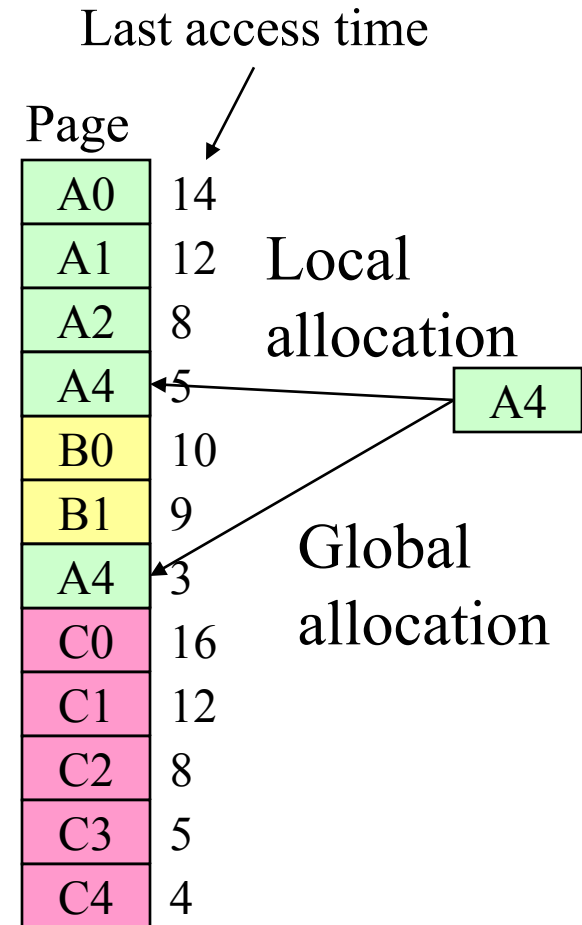 Last access time
Page
A0 14
A1 12
Local
A2 8
allocation
A4 5
A4
B0 10
B1 9
Global
A4 3
allocation
C0 16
C1 12
C2 8
C3 5
C4 4